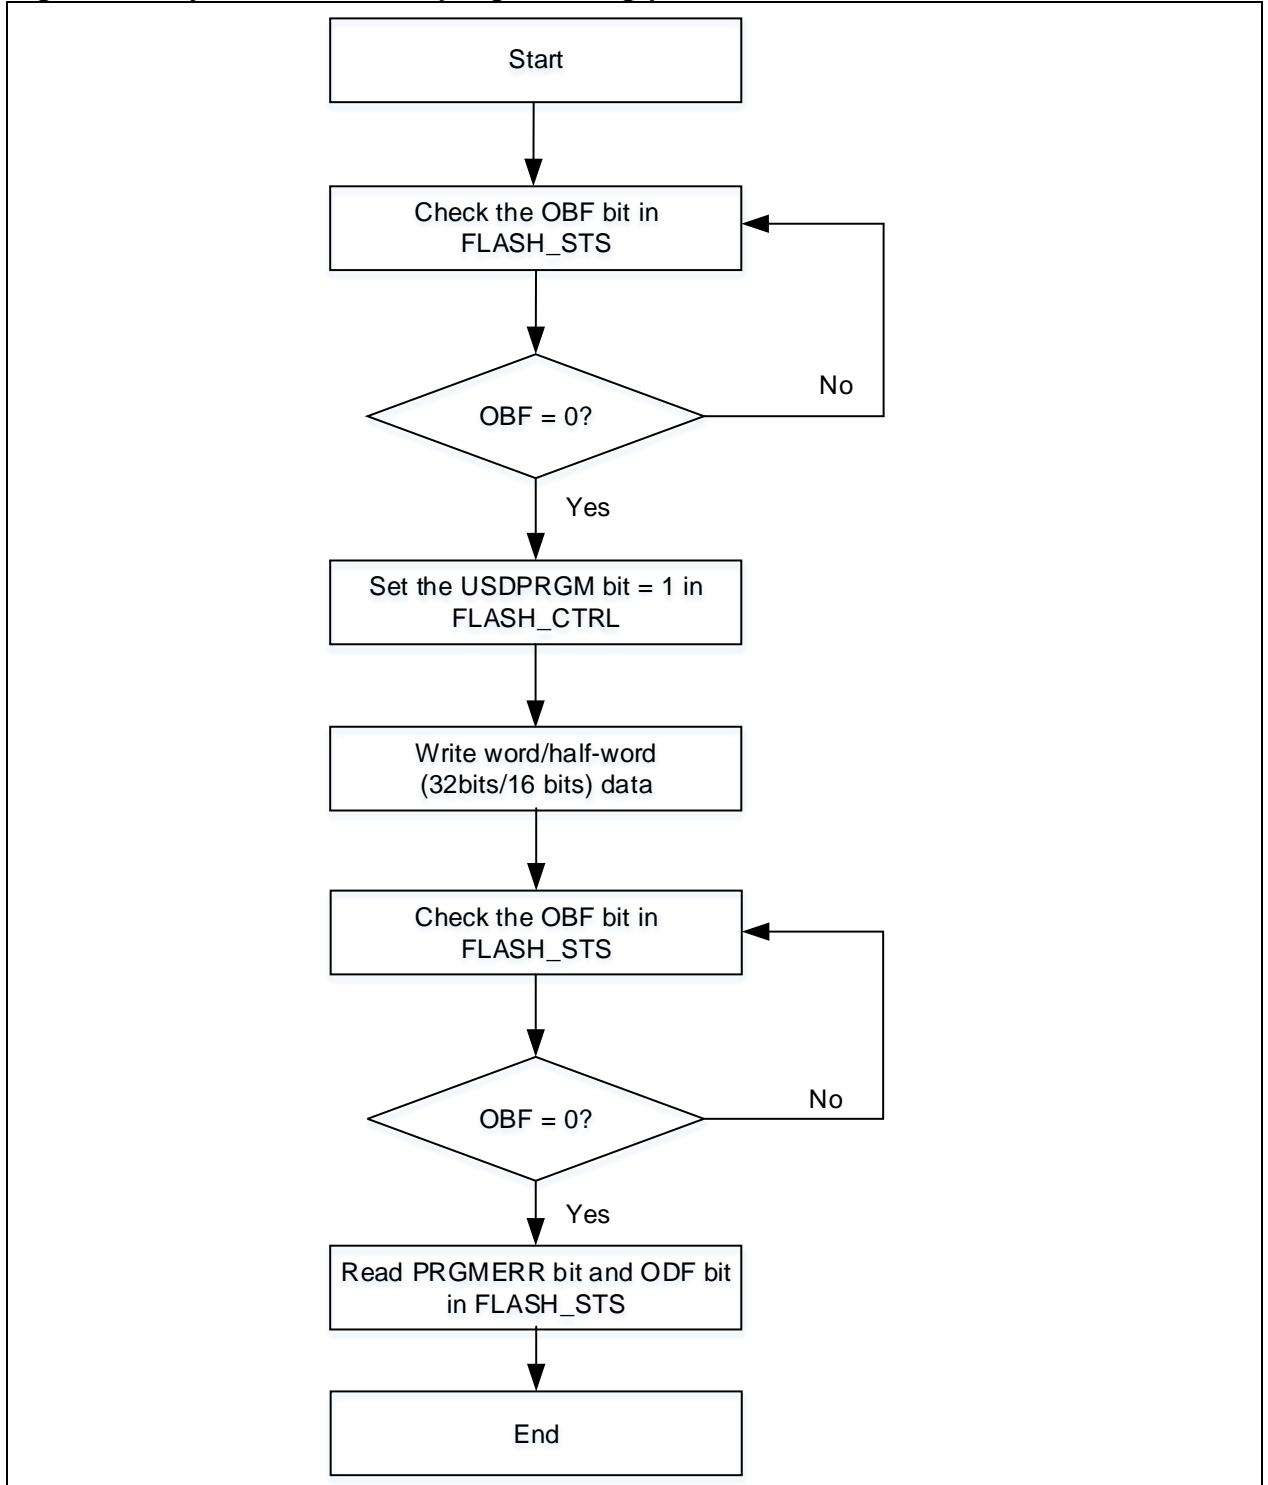 Start
Check the OBF bit in
FLASH_STS
OBF = 0?
No
Yes
Set the USDPRGM bit = 1 in
FLASH_CTRL
Write word/half-word
(32bits/16 bits) data
Check the OBF bit in
FLASH_STS
OBF = 0?
No
Yes
Read PRGMERR bit and ODF bit
in FLASH_STS
End